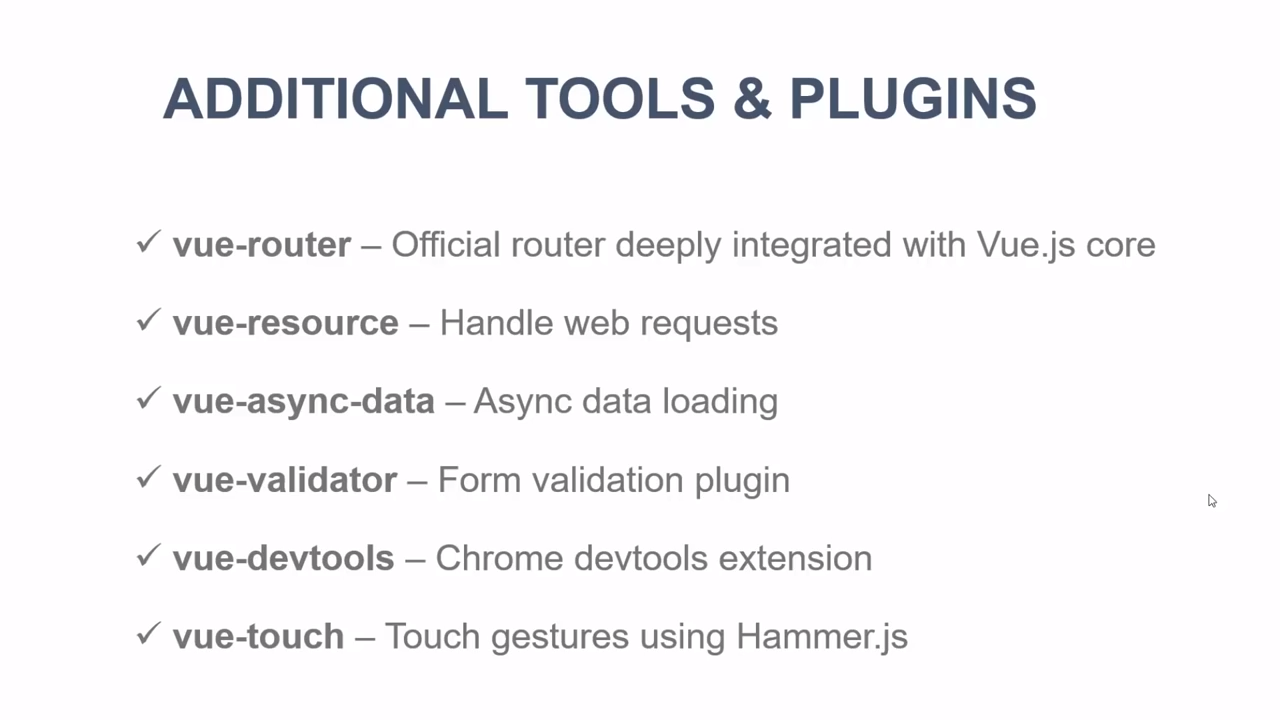 ADDITIONAL TOOLS & PLUGINS
✓ vue-router – Official router deeply integrated with Vue.js core
✓ vue-resource – Handle web requests
✓ vue-async-data – Async data loading
✓ vue-validator – Form validation plugin
✓ vue-devtools – Chrome devtools extension
✓ vue-touch – Touch gestures using Hammer.js